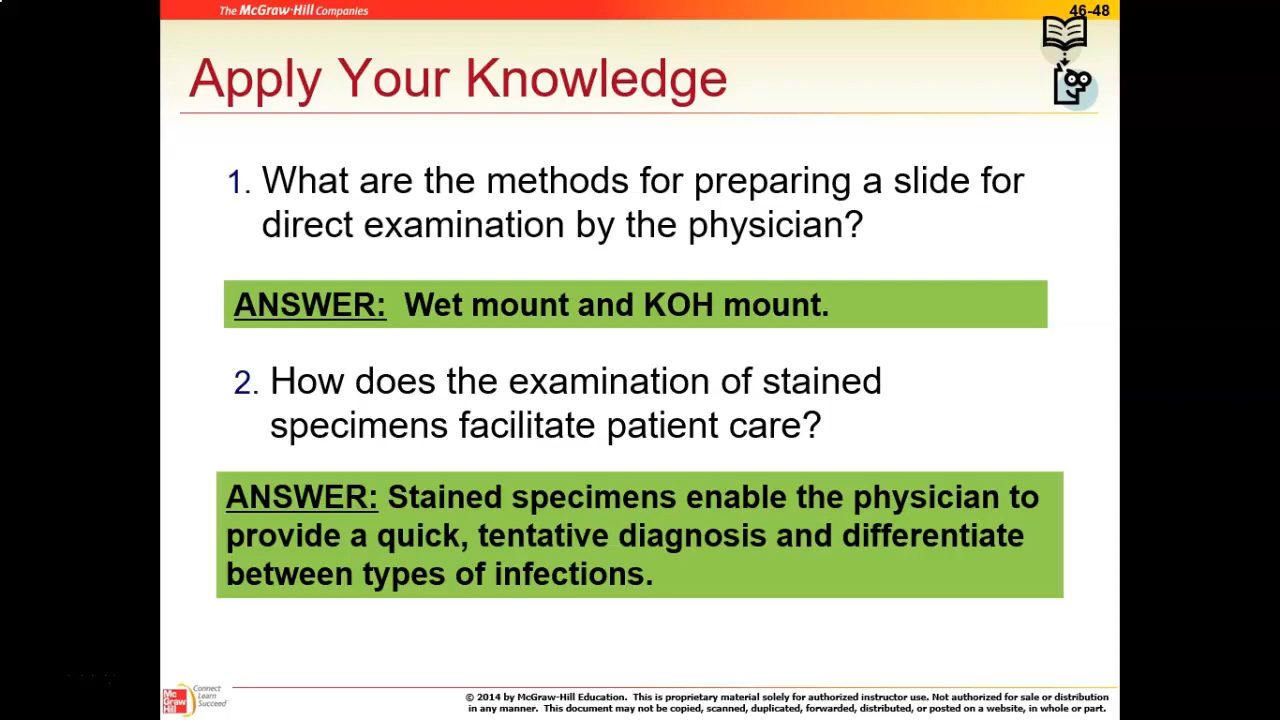 The McGraw-Hill Companies
46-48
Apply Your Knowledge
1. What are the methods for preparing a slide for
direct examination by the physician?
ANSWER: Wet mount and KOH mount.
2. How does the examination of stained
specimens facilitate patient care?
ANSWER: Stained specimens enable the physician to
provide a quick, tentative diagnosis and differentiate
between types of infections.
Mc
Graw
Hill
Connect
Learn
Succeed
© 2014 by McGraw-Hill Education. This is proprietary material solely for authorized instructor use. Not authorized for sale or distribution
in any manner. This document may not be copied, scanned, duplicated, forwarded, distributed, or posted on a website, in whole or part.